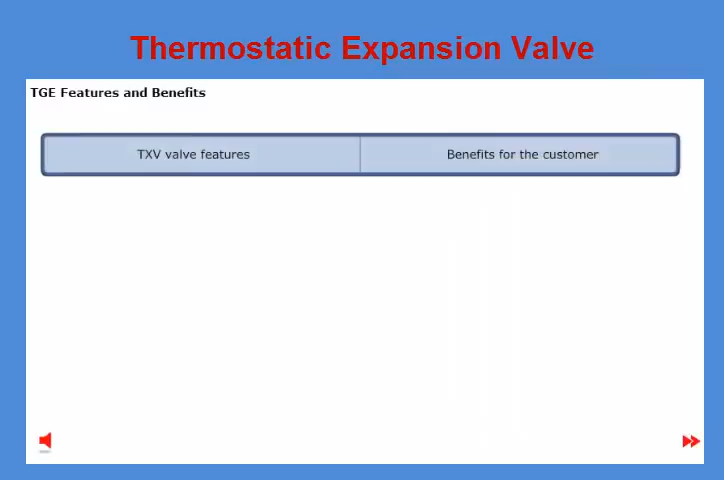 Thermostatic Expansion Valve
TGE Features and Benefits
TXV valve features
Benefits for the customer